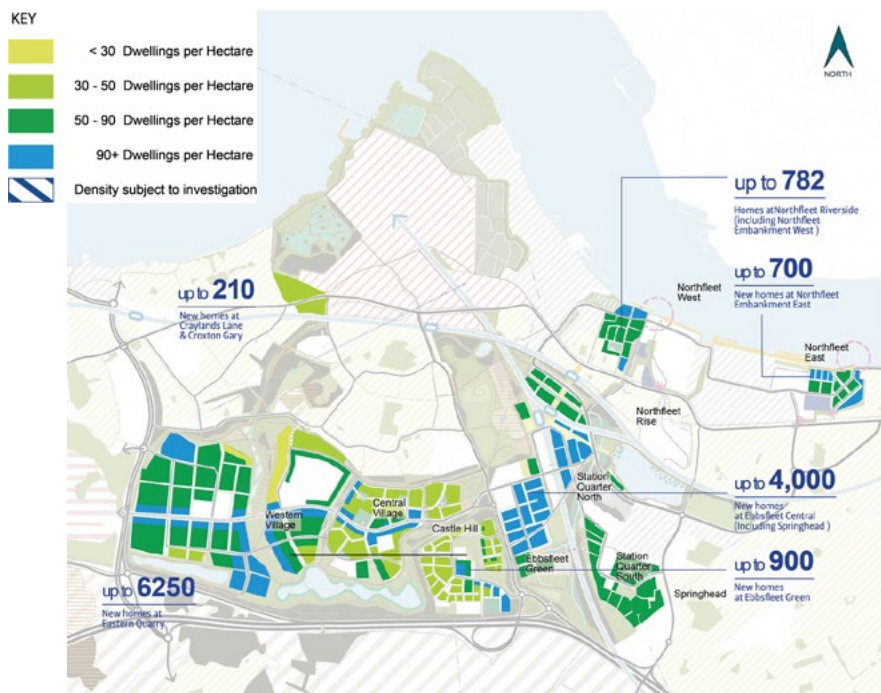 KEY
< 30 Dwellings per Hectare
30 - 50 Dwellings per Hectare
50 - 90 Dwellings per Hectare
90+ Dwellings per Hectare
Density subject to investigation
NORTH
up to 782
Homes at Northfleet Riverside
(including Northfleet
Embankment West )
up to 210
New homes at
Craylands Lane
& Croxton Gary
up to 700
New homes at Northfleet
Embankment East
Northfleet
West
Northfleet
East
Northfleet
Rise
up to 4,000
New homes
at Ebbsfleet Central
(Including Springhead )
Station
Quarter
North
Central
Village
Western
Village
Castle Hill
Ebbsfleet
Green
Station
Quarter
South
up to 900
New homes
at Ebbsfleet Green
Springhead
up to 6250
New homes at
Eastern Quarry